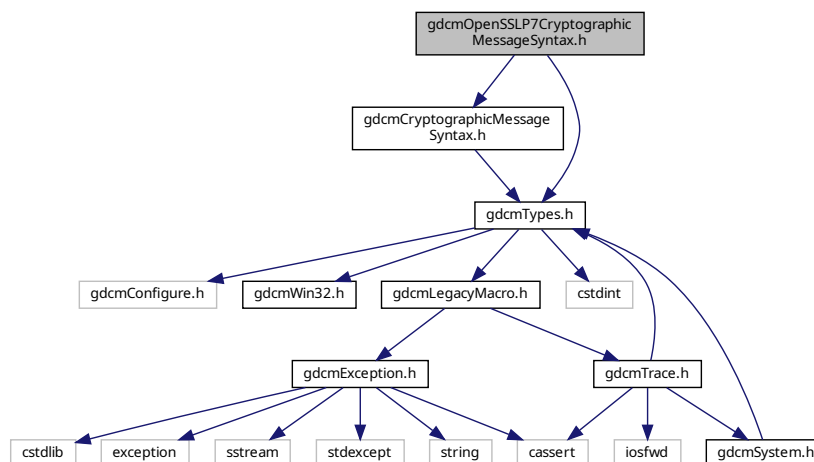 gdcmOpenSSLP7Cryptographic
MessageSyntax.h
gdcmCryptographicMessage
Syntax.h
gdcmTypes.h
gdcmConfigure.h
gdcmWin32.h
gdcmLegacyMacro.h
cstdint
gdcmException.h
gdcmTrace.h
cstdlib
exception
sstream
stdexcept
string
cassert
iosfwd
gdcmSystem.h